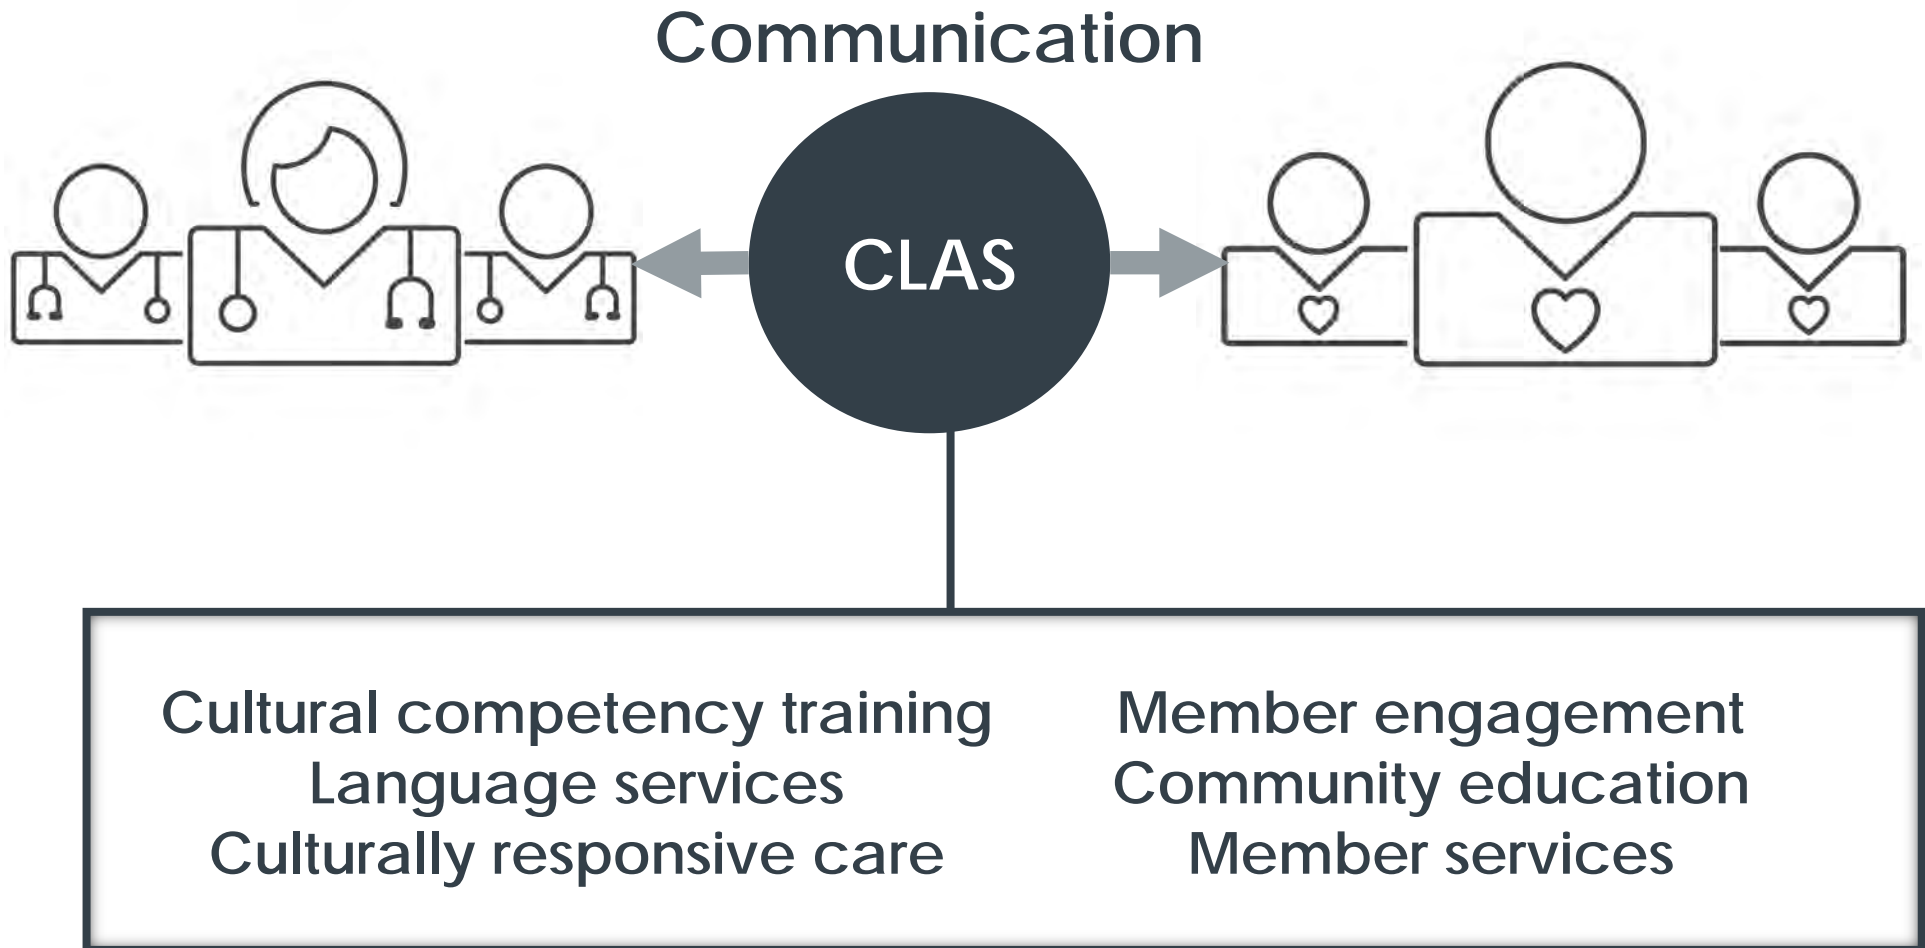 Communication
CLAS
Cultural competency training
Language services
Culturally responsive care
Member engagement
Community education
Member services